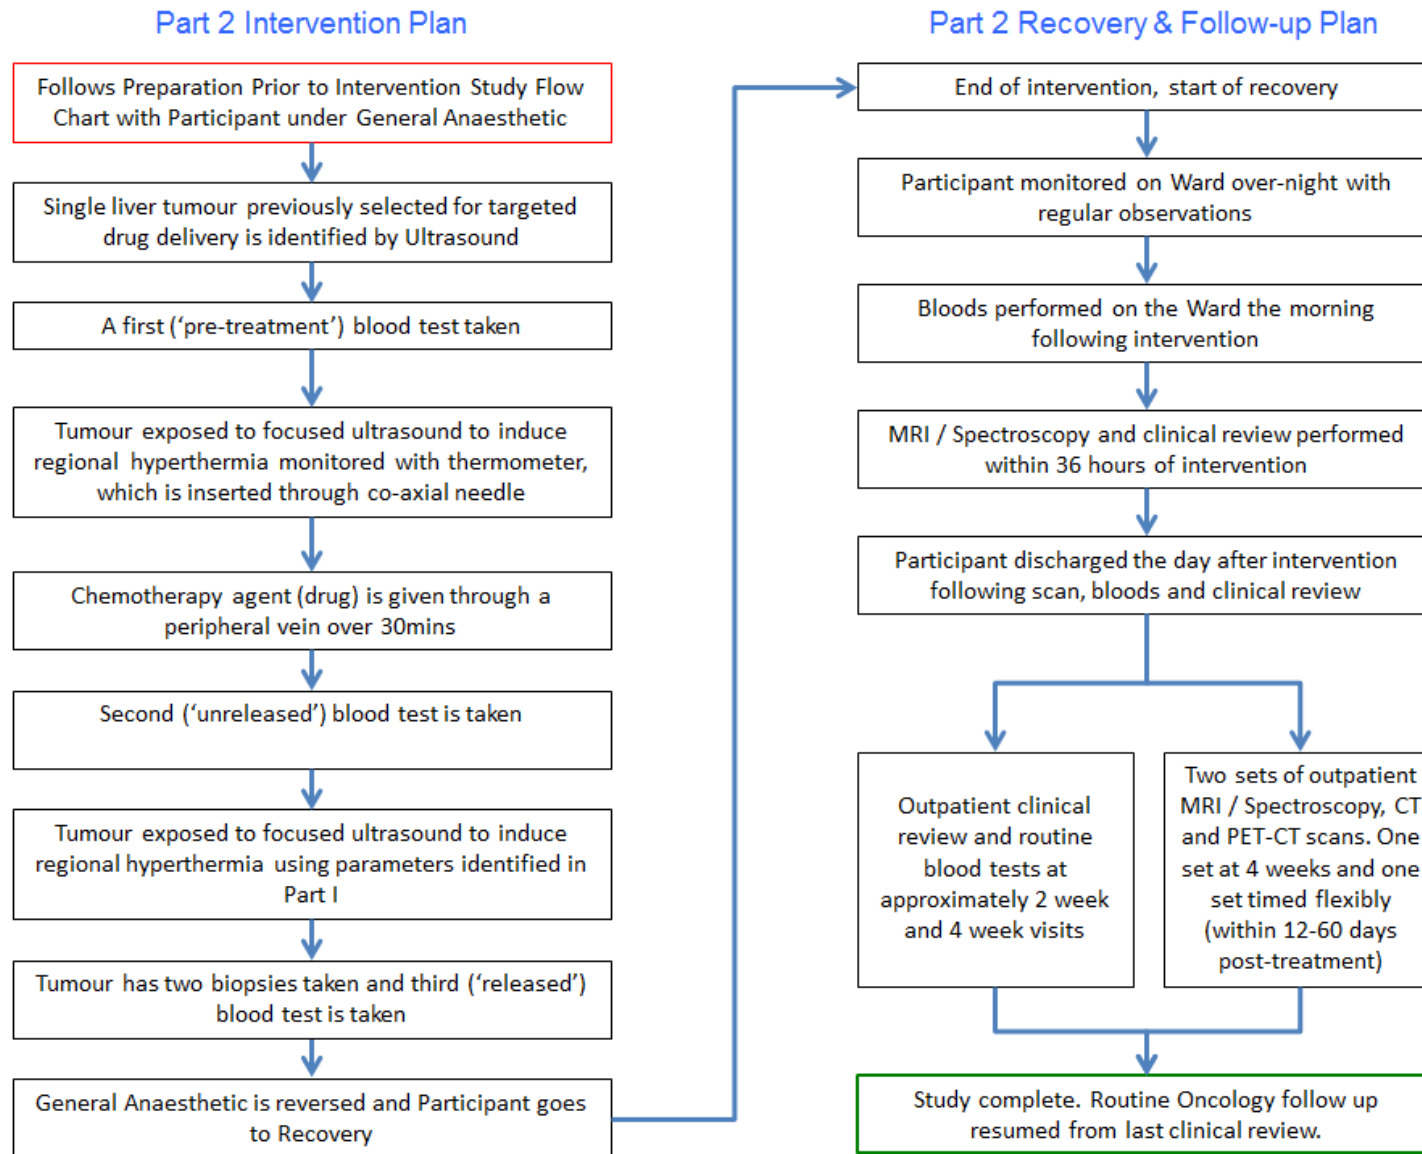 Part 2 Intervention Plan
Follows Preparation Prior to Intervention Study Flow
Chart with Participant under General Anaesthetic
Single liver tumour previously selected for targeted
drug delivery is identified by Ultrasound
A first (‘pre-treatment’) blood test taken
Tumour exposed to focused ultrasound to induce
regional hyperthermia monitored with thermometer,
which is inserted through co-axial needle
Chemotherapy agent (drug) is given through a
peripheral vein over 30mins
Second (‘unreleased’) blood test is taken
Tumour exposed to focused ultrasound to induce
regional hyperthermia using parameters identified in
Part I
Tumour has two biopsies taken and third (‘released’)
blood test is taken
General Anaesthetic is reversed and Participant goes
to Recovery
Part 2 Recovery & Follow-up Plan
End of intervention, start of recovery
Participant monitored on Ward over-night with
regular observations
Bloods performed on the Ward the morning
following intervention
MRI / Spectroscopy and clinical review performed
within 36 hours of intervention
Participant discharged the day after intervention
following scan, bloods and clinical review
Outpatient clinical
review and routine
blood tests at
approximately 2 week
and 4 week visits
Two sets of outpatient
MRI / Spectroscopy, CT
and PET-CT scans. One
set at 4 weeks and one
set timed flexibly
(within 12-60 days
post-treatment)
Study complete. Routine Oncology follow up
resumed from last clinical review.